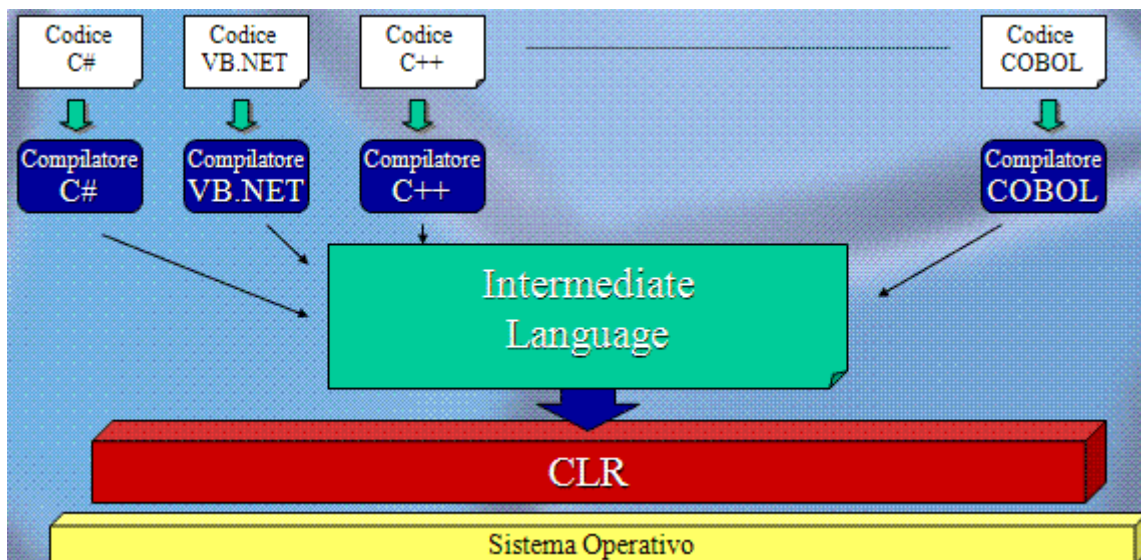 Codice
C#
Codice
VB.NET
Codice
C++
Codice
COBOL
Compilatore
C#
Compilatore
VB.NET
Compilatore
C++
Compilatore
COBOL
Intermediate
Language
CLR
Sistema Operativo